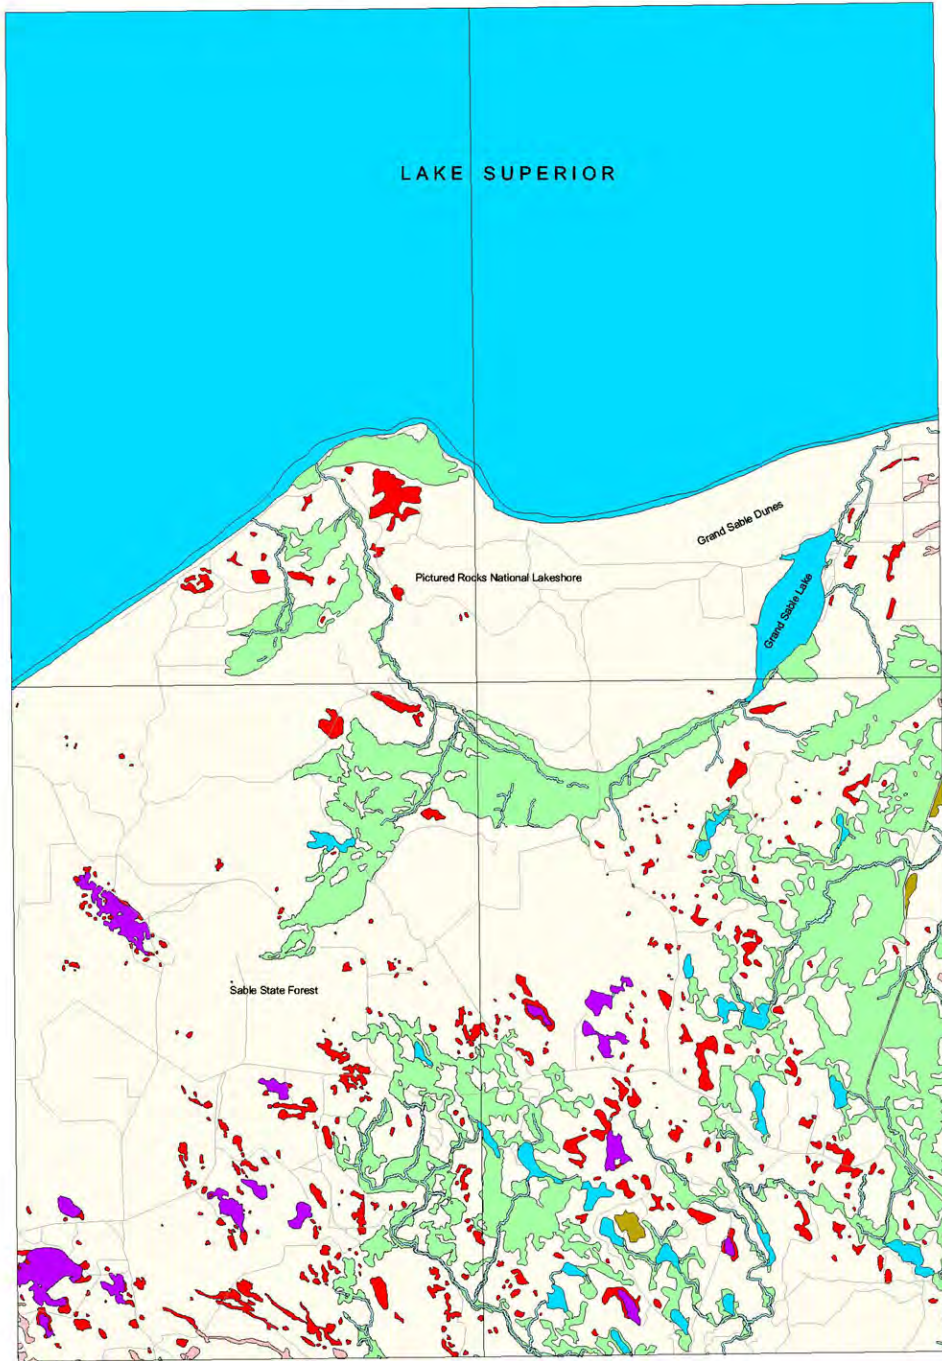 LAKE SUPERIOR
Grand Sable Dunes
Pictured Rocks National Lakeshore
Grand Sable Lake
Sable State Forest